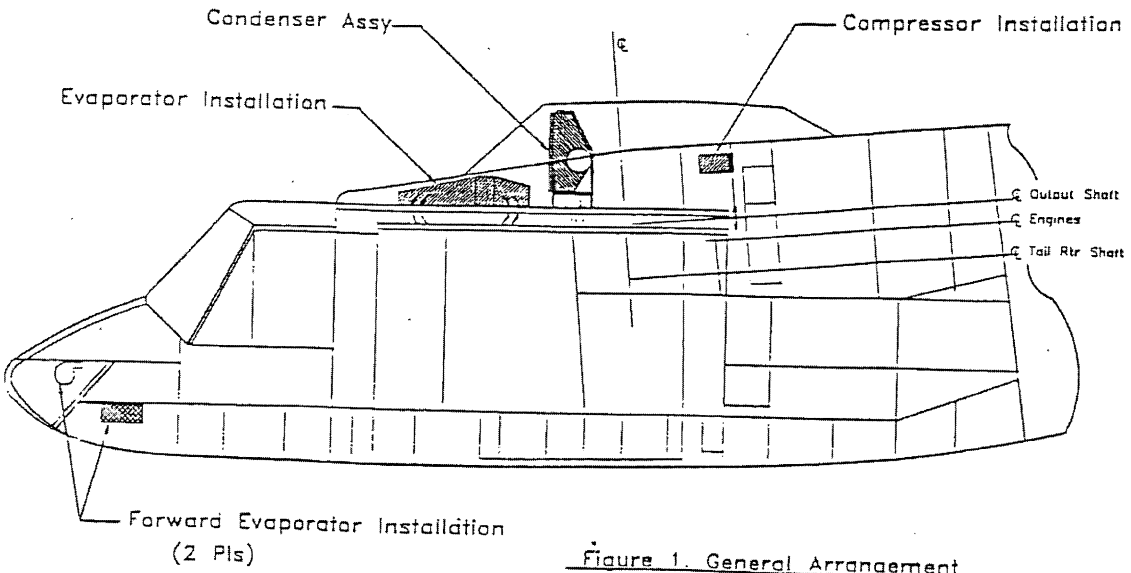 Condenser Assy
℄
Compressor Installation
Evaporator Installation
℄ Output Shaft
℄ Engines
℄ Tail Rtr Shaft
Forward Evaporator Installation
(2 Pls)
Figure 1. General Arrangement